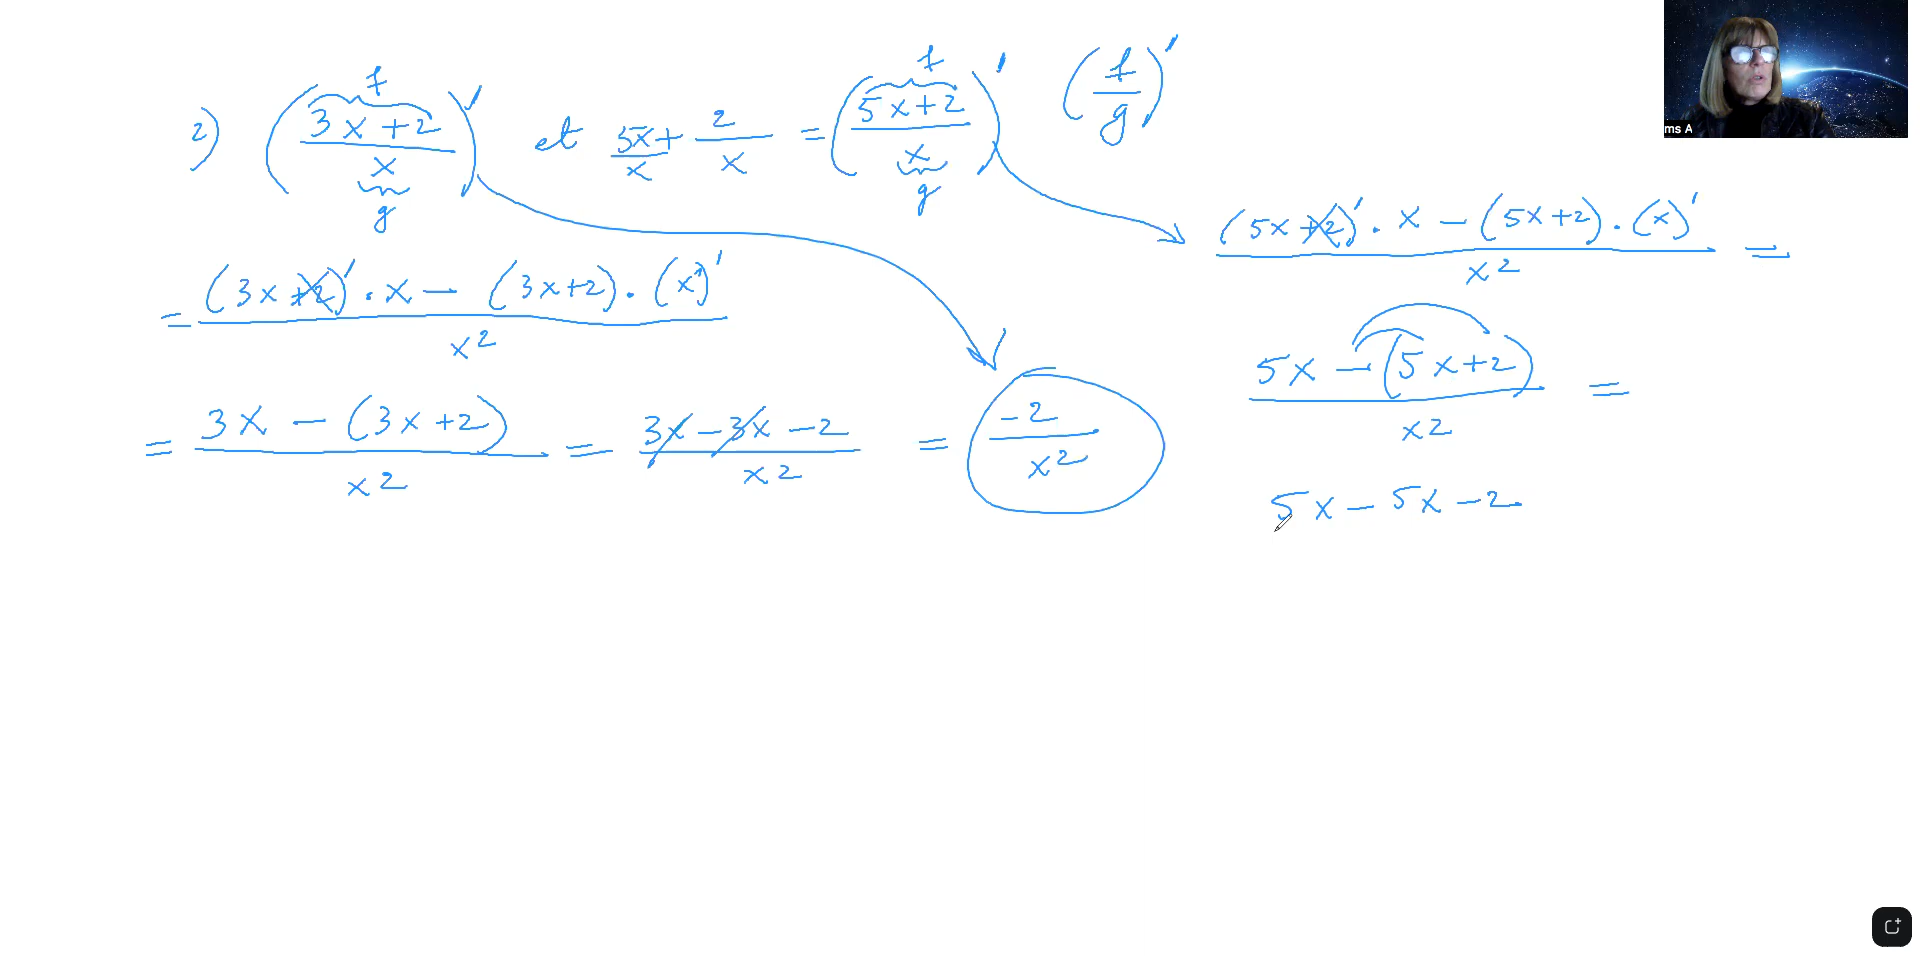 2) ( 3x + 2 / x )' et 5x/x + 2/x = ( 5x + 2 / x )' ( f / g )'
f f
g g
(5x + 2)' . x − (5x + 2) . (x)' / x² =
= (3x + 2)' . x − (3x + 2) . (x)' / x²
5x − (5x + 2) / x² =
= 3x − (3x + 2) / x² = 3x − 3x − 2 / x² = −2 / x²
5x − 5x − 2
ms A